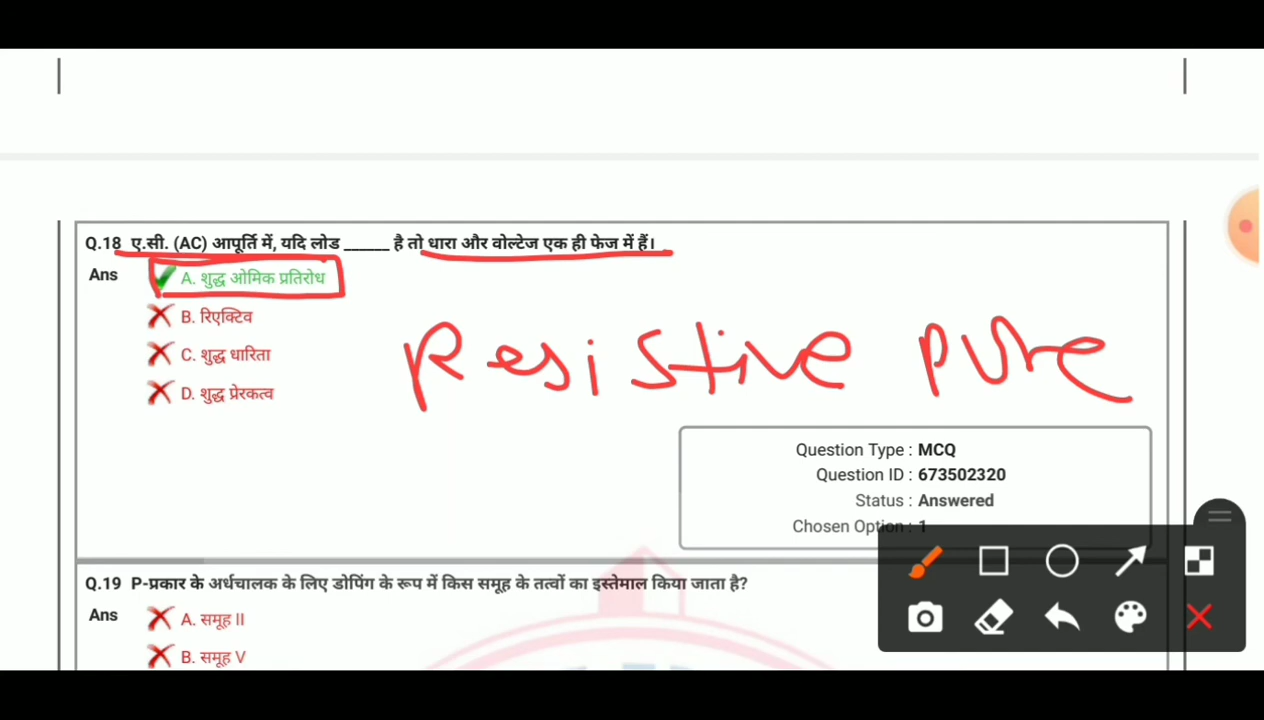 Q.18 ए.सी. (AC) आपूर्ति में, यदि लोड ______ है तो धारा और वोल्टेज एक ही फेज में हैं।
Ans A. शुद्ध ओमिक प्रतिरोध
B. रिएक्टिव
C. शुद्ध धारिता
D. शुद्ध प्रेरकत्व
Resistive pure
Question Type : MCQ
Question ID : 673502320
Status : Answered
Chosen Option : 1
Q.19 P-प्रकार के अर्धचालक के लिए डोपिंग के रूप में किस समूह के तत्वों का इस्तेमाल किया जाता है?
Ans A. समूह II
B. समूह V